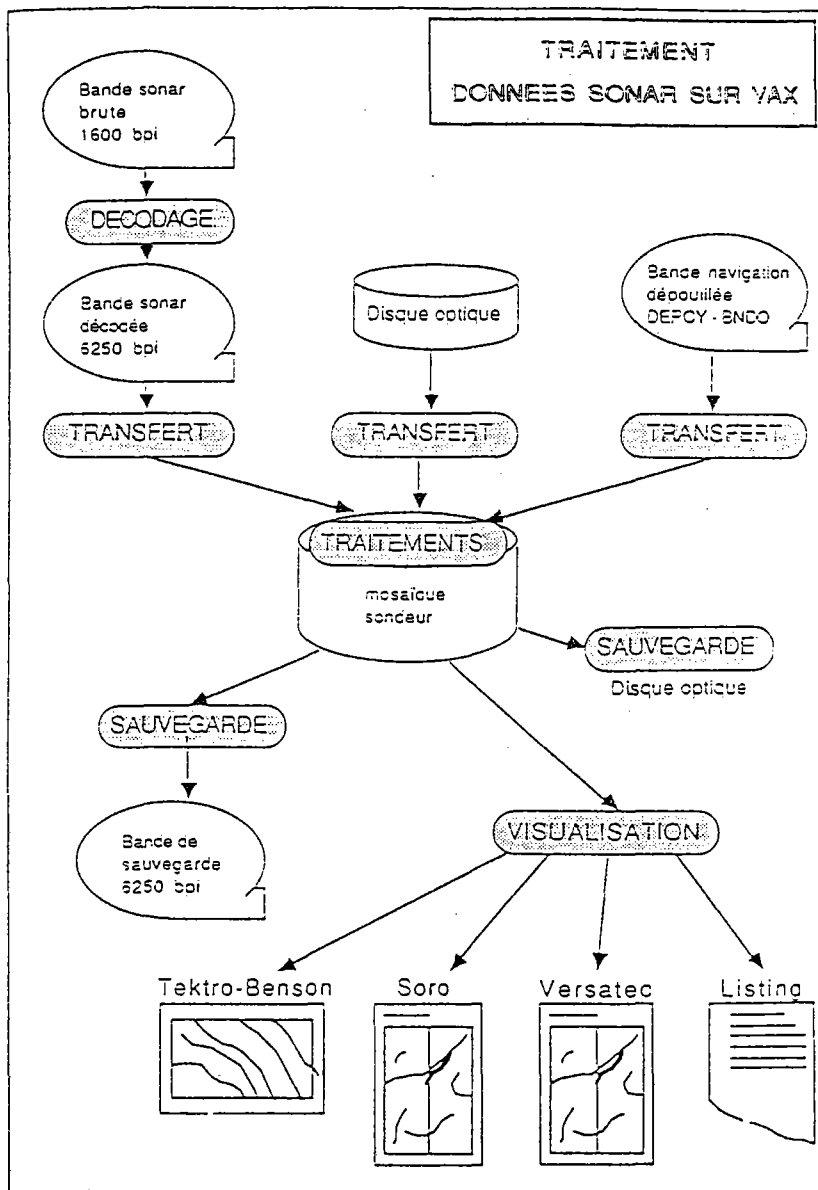 TRAITEMENT
DONNEES SONAR SUR VAX
Bande sonar
brute
1600 bpi
DECODAGE
Bande sonar
décodée
6250 bpi
Disque optique
Bande navigation
dépouillée
DEPCY - BNDO
TRANSFERT
TRANSFERT
TRANSFERT
TRAITEMENTS
mosaïque
sondeur
SAUVEGARDE
Disque optique
SAUVEGARDE
Bande de
sauvegarde
6250 bpi
VISUALISATION
Tektro-Benson
Soro
Versatec
Listing